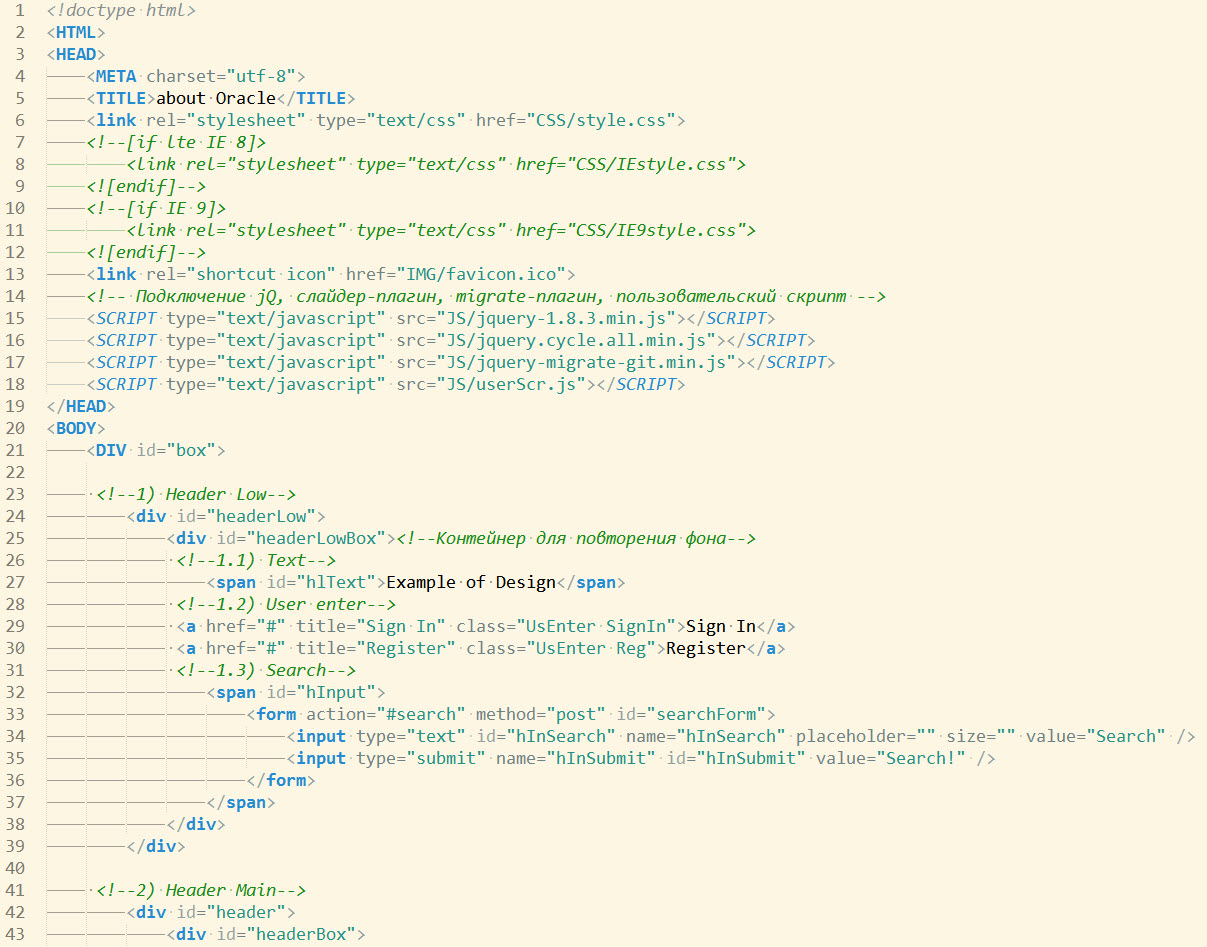 1 <!doctype html>
2 <HTML>
3 <HEAD>
4 <META charset="utf-8">
5 <TITLE>about Oracle</TITLE>
6 <link rel="stylesheet" type="text/css" href="CSS/style.css">
7 <!--[if lte IE 8]>
8 <link rel="stylesheet" type="text/css" href="CSS/IEstyle.css">
9 <![endif]-->
10 <!--[if IE 9]>
11 <link rel="stylesheet" type="text/css" href="CSS/IE9style.css">
12 <![endif]-->
13 <link rel="shortcut icon" href="IMG/favicon.ico">
14 <!-- Подключение jQ, слайдер-плагин, migrate-плагин, пользовательский скрипт -->
15 <SCRIPT type="text/javascript" src="JS/jquery-1.8.3.min.js"></SCRIPT>
16 <SCRIPT type="text/javascript" src="JS/jquery.cycle.all.min.js"></SCRIPT>
17 <SCRIPT type="text/javascript" src="JS/jquery-migrate-git.min.js"></SCRIPT>
18 <SCRIPT type="text/javascript" src="JS/userScr.js"></SCRIPT>
19 </HEAD>
20 <BODY>
21 <DIV id="box">
22
23 <!--1) Header Low-->
24 <div id="headerLow">
25 <div id="headerLowBox"><!--Контейнер для повторения фона-->
26 <!--1.1) Text-->
27 <span id="hlText">Example of Design</span>
28 <!--1.2) User enter-->
29 <a href="#" title="Sign In" class="UsEnter SignIn">Sign In</a>
30 <a href="#" title="Register" class="UsEnter Reg">Register</a>
31 <!--1.3) Search-->
32 <span id="hInput">
33 <form action="#search" method="post" id="searchForm">
34 <input type="text" id="hInSearch" name="hInSearch" placeholder="" size="" value="Search" />
35 <input type="submit" name="hInSubmit" id="hInSubmit" value="Search!" />
36 </form>
37 </span>
38 </div>
39 </div>
40
41 <!--2) Header Main-->
42 <div id="header">
43 <div id="headerBox">